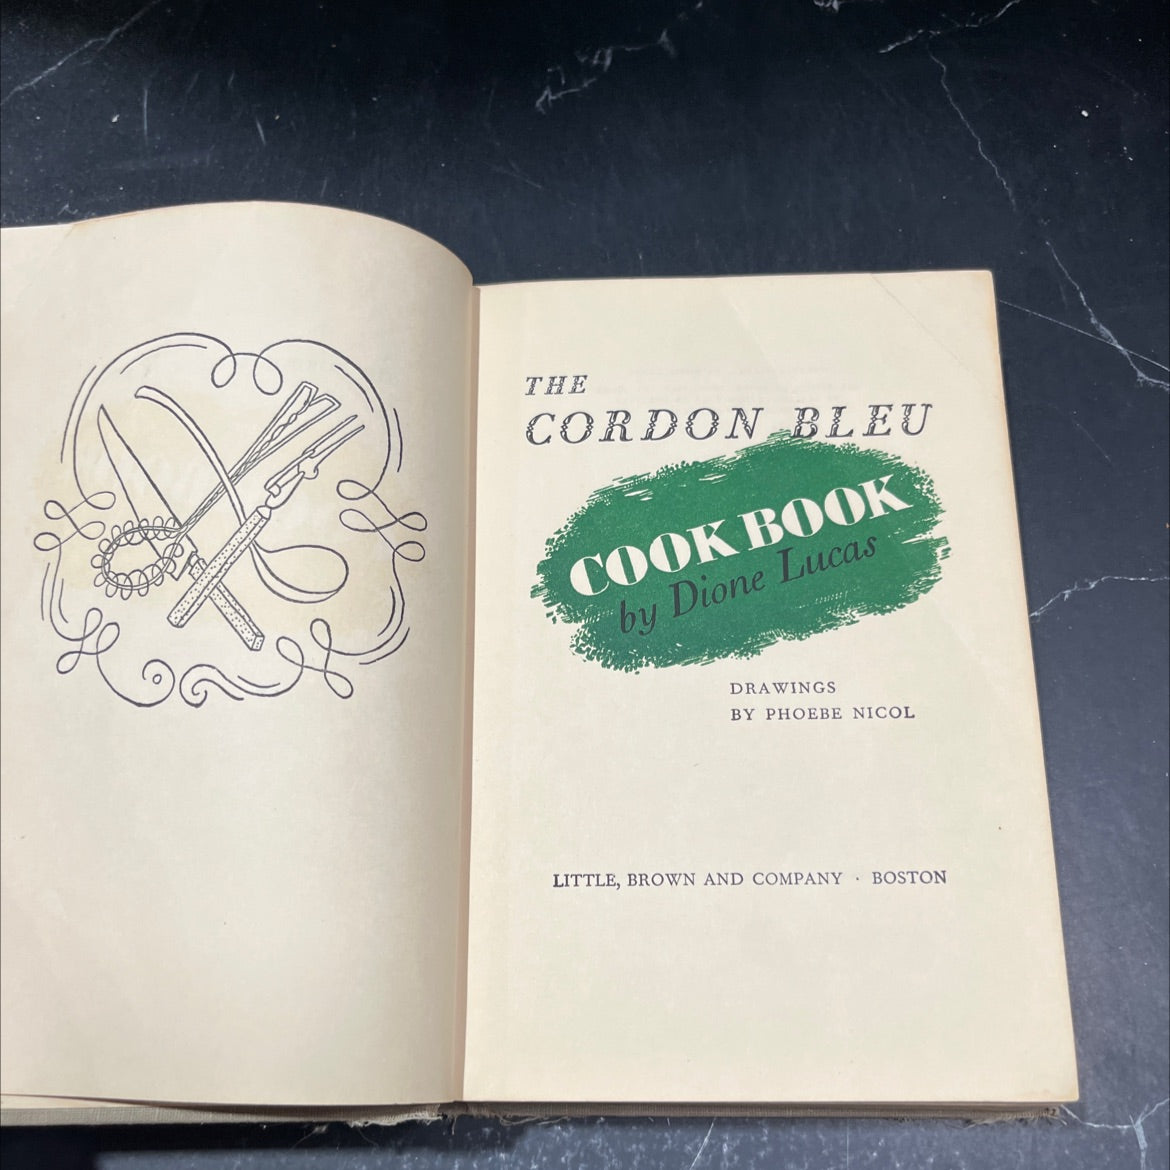 THE
CORDON BLEU
COOK BOOK
by Dione Lucas
DRAWINGS
BY PHOEBE NICOL
LITTLE, BROWN AND COMPANY · BOSTON